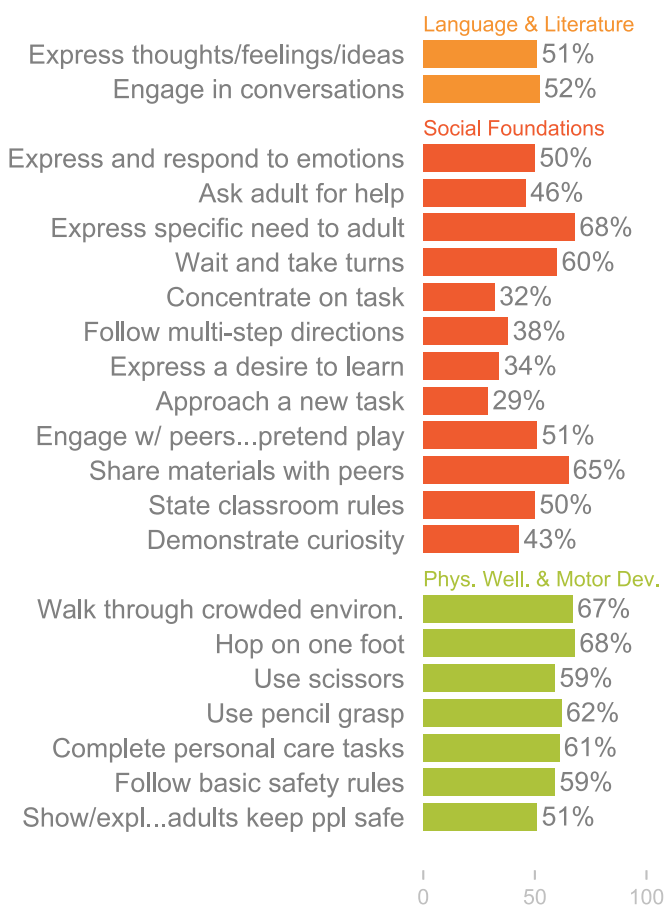 Language & Literature
Express thoughts/feelings/ideas 51%
Engage in conversations 52%
Social Foundations
Express and respond to emotions 50%
Ask adult for help 46%
Express specific need to adult 68%
Wait and take turns 60%
Concentrate on task 32%
Follow multi-step directions 38%
Express a desire to learn 34%
Approach a new task 29%
Engage w/ peers...pretend play 51%
Share materials with peers 65%
State classroom rules 50%
Demonstrate curiosity 43%
Phys. Well. & Motor Dev.
Walk through crowded environ. 67%
Hop on one foot 68%
Use scissors 59%
Use pencil grasp 62%
Complete personal care tasks 61%
Follow basic safety rules 59%
Show/expl...adults keep ppl safe 51%
0 50 100